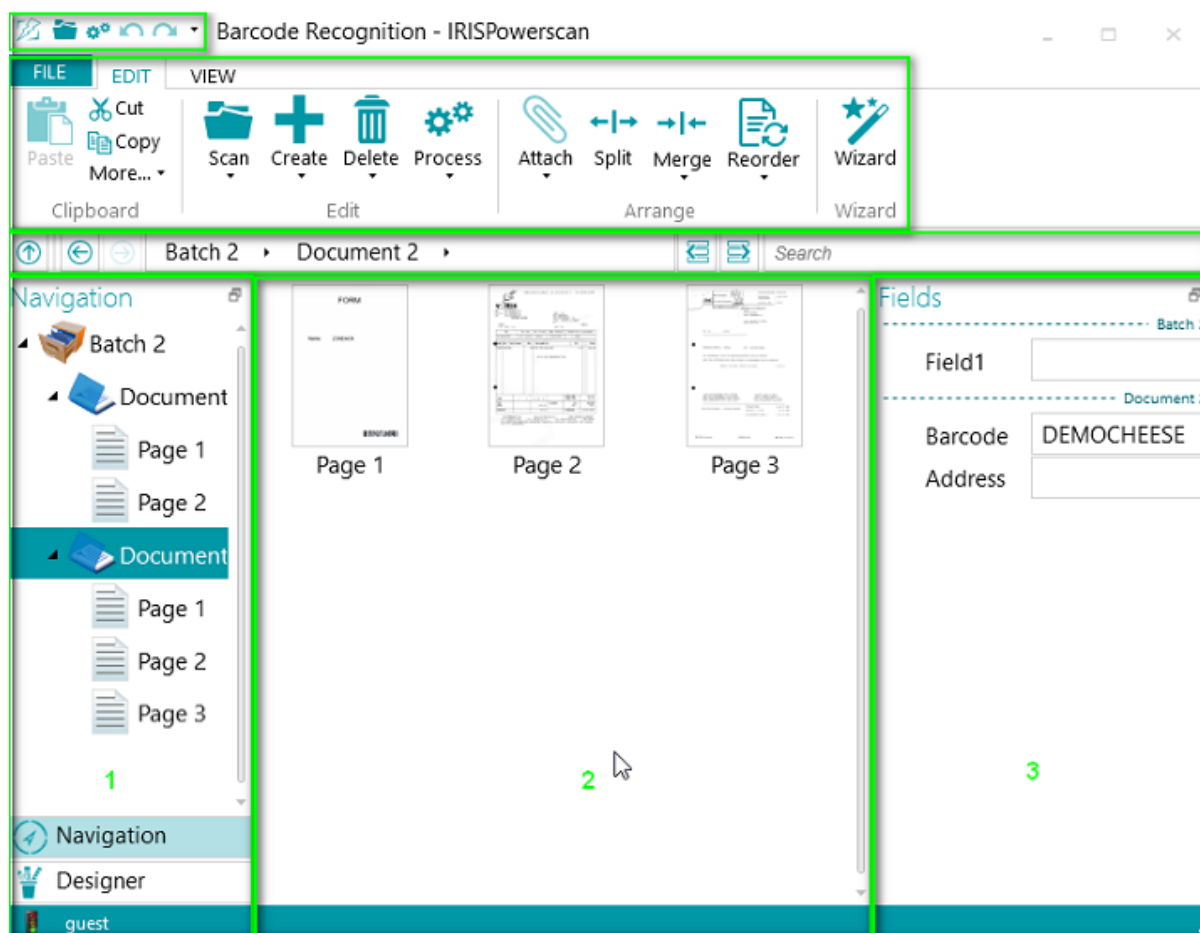 Barcode Recognition - IRISPowerscan
FILE EDIT VIEW
Paste
Cut
Copy
More...
Clipboard
Scan Create Delete Process
Edit
Attach Split Merge Reorder
Arrange
Wizard
Wizard
Batch 2 Document 2 Search
Navigation
Batch 2
Document
Page 1
Page 2
Document
Page 1
Page 2
Page 3
1
Navigation
Designer
guest
FORM
Page 1 Page 2 Page 3
2
Fields
Batch
Field1
Document
Barcode DEMOCHEESE
Address
3